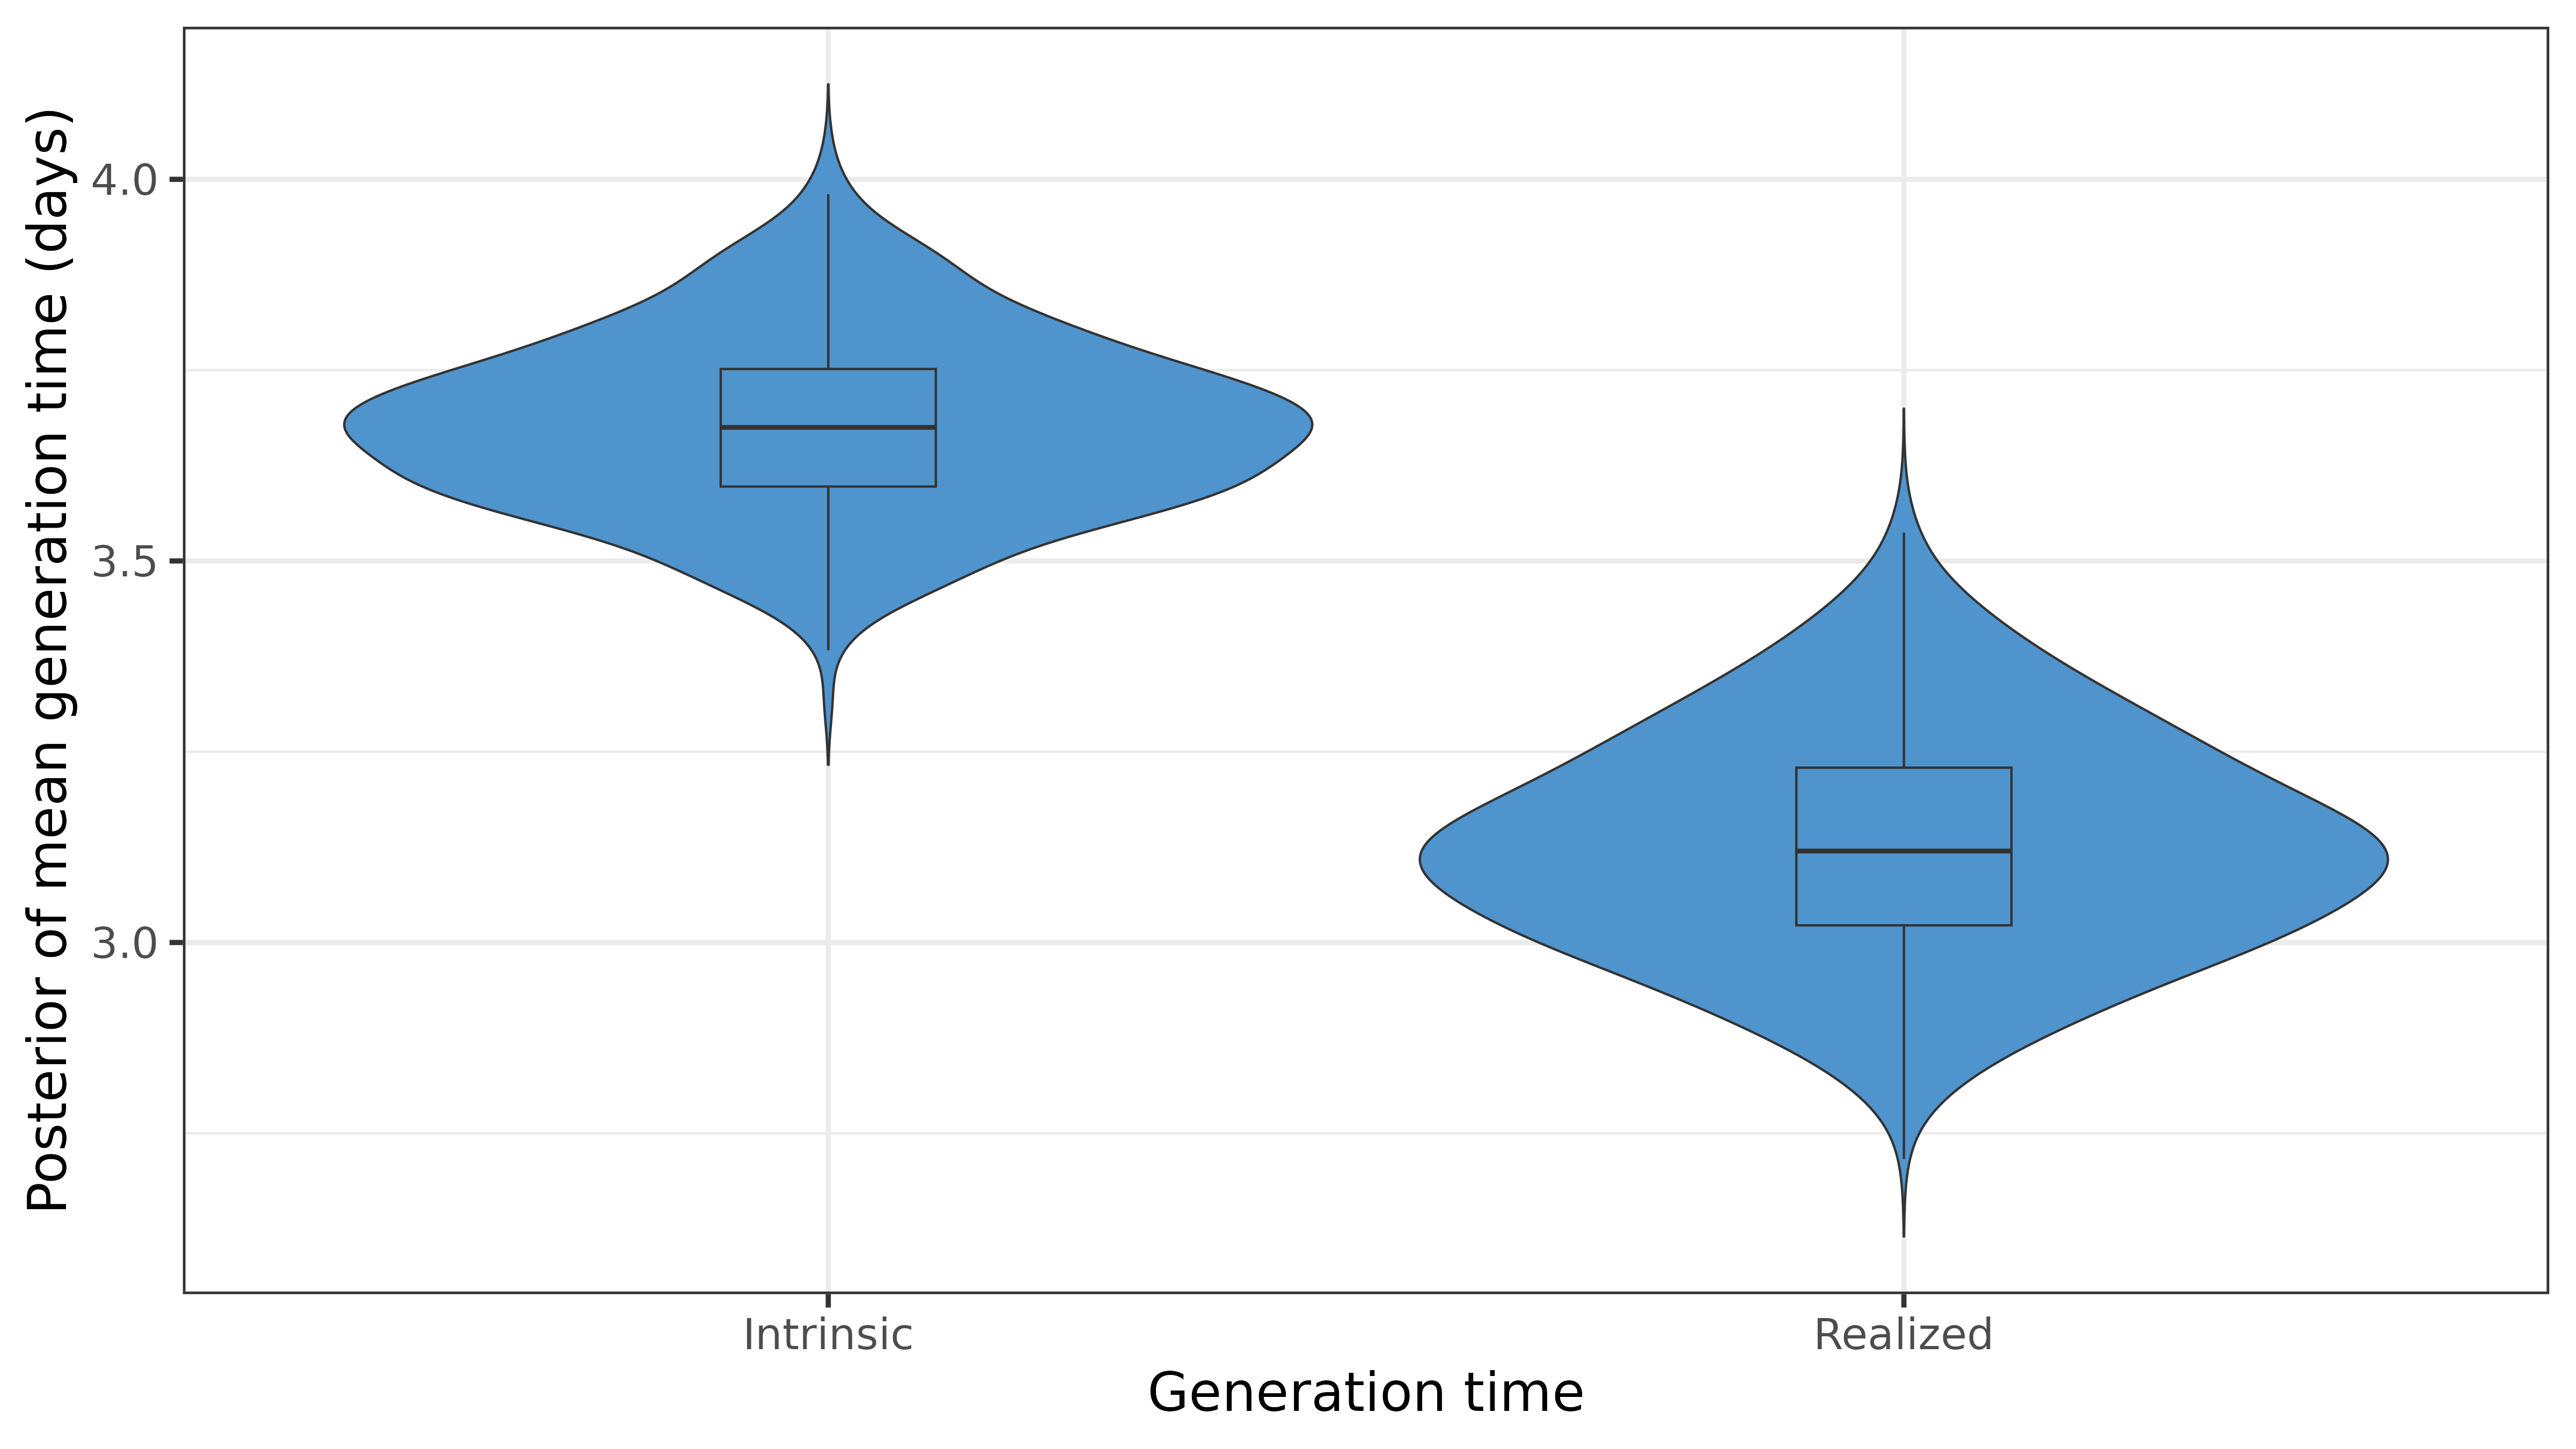 Posterior of mean generation time (days)
4.0
3.5
3.0
Intrinsic
Realized
Generation time